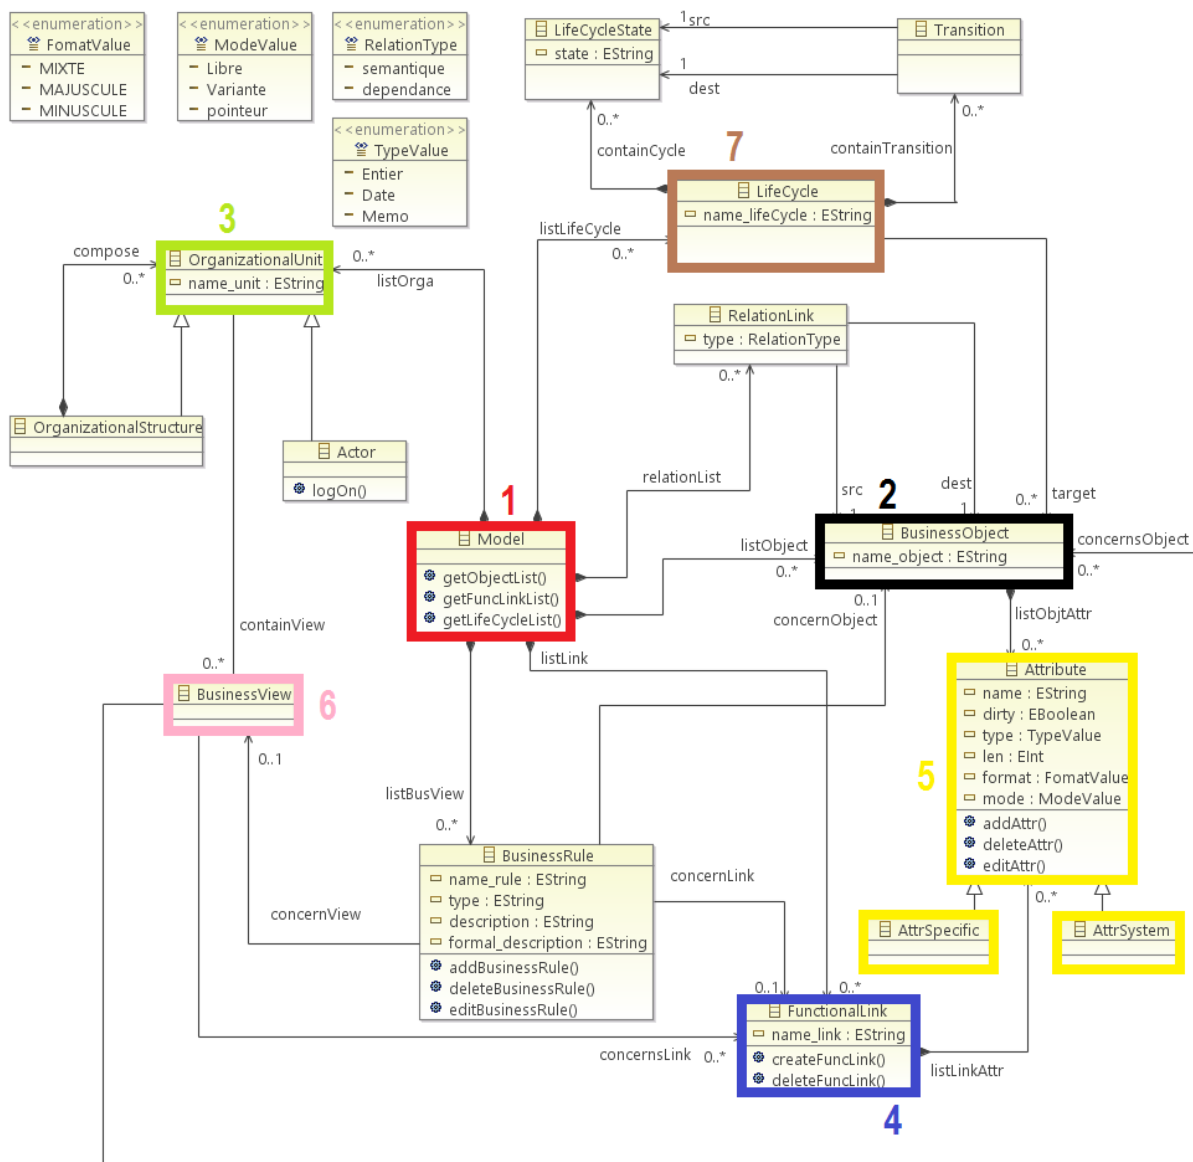 <<enumeration>>
FomatValue
MIXTE
MAJUSCULE
MINUSCULE
<<enumeration>>
ModeValue
Libre
Variante
pointeur
<<enumeration>>
RelationType
semantique
dependance
<<enumeration>>
TypeValue
Entier
Date
Memo
LifeCycleState
state : EString
1
src
1
dest
Transition
0..*
containCycle
0..*
containTransition
7
LifeCycle
name_lifeCycle : EString
listLifeCycle
0..*
3
compose
0..*
OrganizationalUnit
name_unit : EString
0..*
listOrga
RelationLink
type : RelationType
0..*
OrganizationalStructure
Actor
logOn()
relationList
src
1
dest
1
0..*
target
1
Model
getObjectList()
getFuncLinkList()
getLifeCycleList()
listObject
0..*
2
BusinessObject
name_object : EString
concernsObject
0..*
0..1
concernObject
listObjtAttr
0..*
containView
0..*
listLink
BusinessView
6
0..1
Attribute
name : EString
dirty : EBoolean
type : TypeValue
len : EInt
format : FomatValue
mode : ModeValue
addAttr()
deleteAttr()
editAttr()
5
listBusView
0..*
BusinessRule
name_rule : EString
type : EString
description : EString
formal_description : EString
addBusinessRule()
deleteBusinessRule()
editBusinessRule()
concernView
concernLink
0..*
AttrSpecific
AttrSystem
0..1
0..*
FunctionalLink
name_link : EString
createFuncLink()
deleteFuncLink()
concernsLink
0..*
listLinkAttr
4